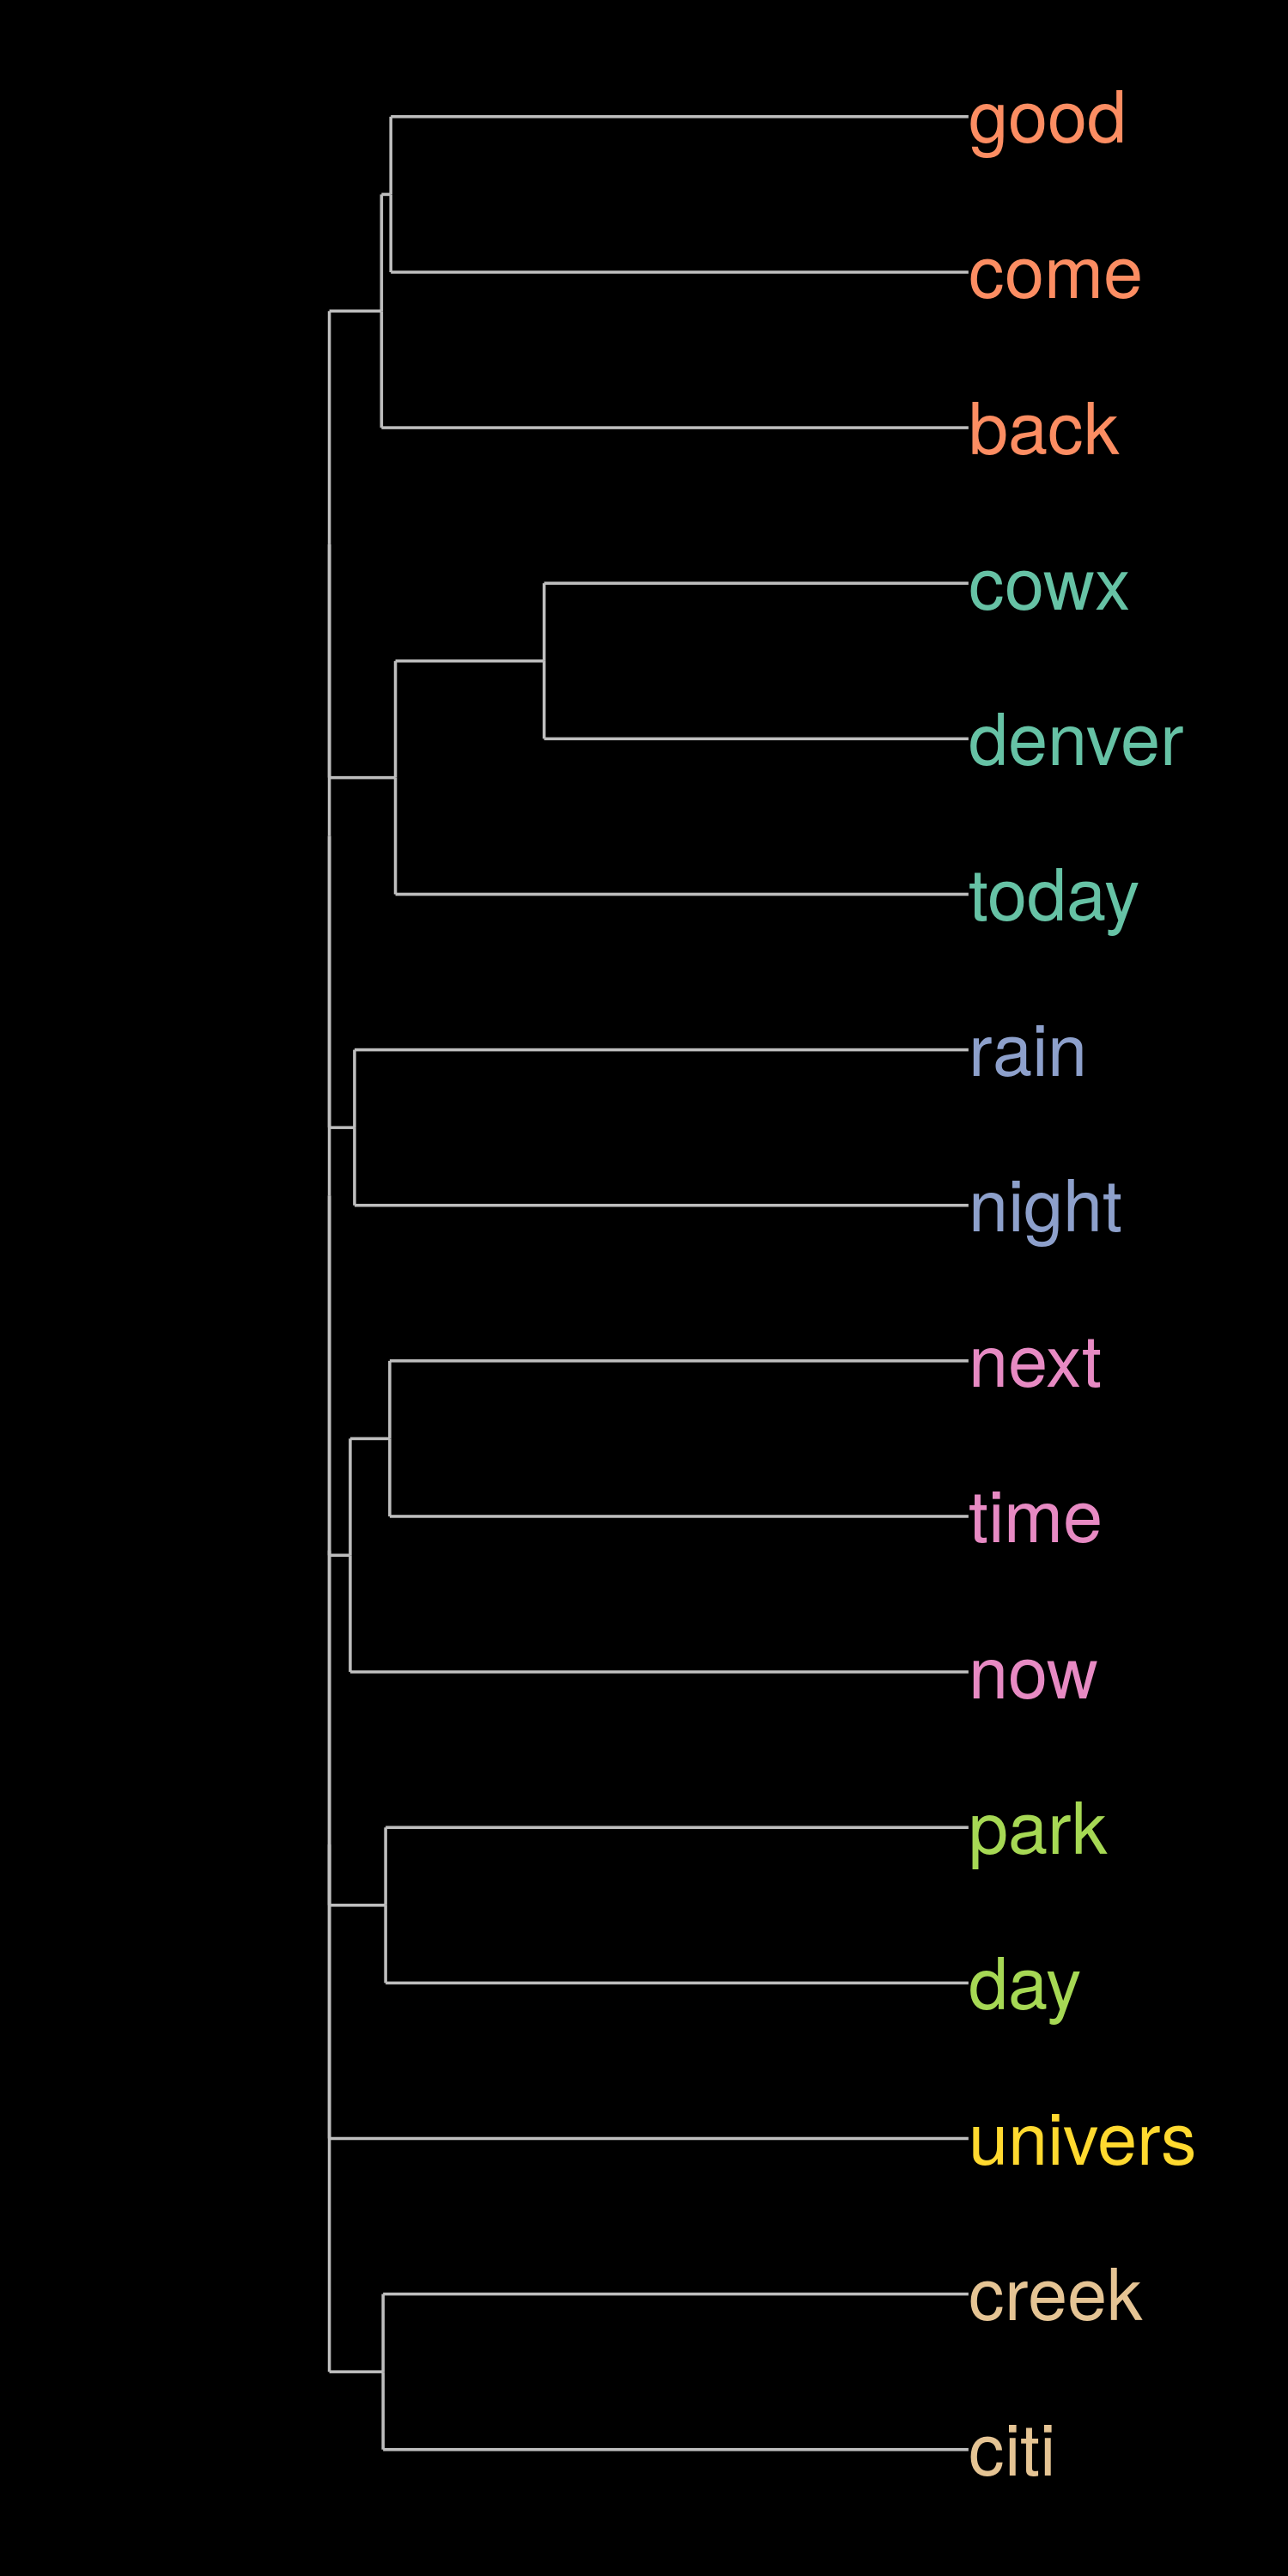 good
come
back
cowx
denver
today
rain
night
next
time
now
park
day
univers
creek
citi